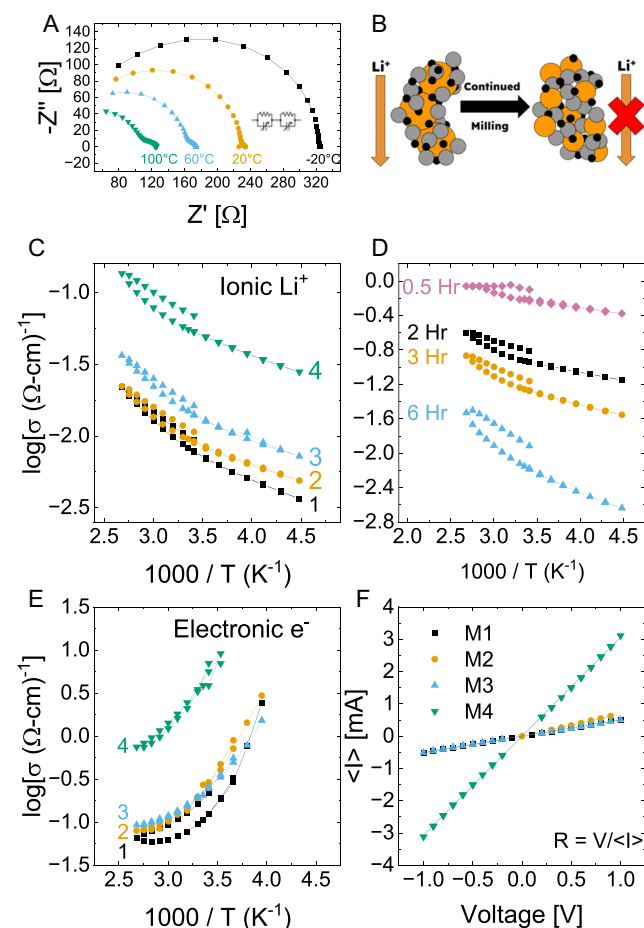 A
140
120
100
80
60
40
20
0
−20
-Z'' [Ω]
100°C
60°C
20°C
-20°C
80 120 160 200 240 280 320
Z' [Ω]
B
Li⁺
Continued
Milling
Li⁺
C
Ionic Li⁺
−1.0
−1.5
−2.0
−2.5
log[σ (Ω-cm)⁻¹]
4
3
2
1
2.5 3.0 3.5 4.0 4.5
1000 / T (K⁻¹)
D
0.0
−0.4
−0.8
−1.2
−1.6
−2.0
−2.4
−2.8
0.5 Hr
2 Hr
3 Hr
6 Hr
2.0 2.5 3.0 3.5 4.0 4.5
1000 / T (K⁻¹)
E
Electronic e⁻
1.5
1.0
0.5
0.0
−0.5
−1.0
−1.5
log[σ (Ω-cm)⁻¹]
4
3
2
1
2.5 3.0 3.5 4.0 4.5
1000 / T (K⁻¹)
F
4
3
2
1
0
−1
−2
−3
−4
<I> [mA]
M1
M2
M3
M4
R = V/<I>
−1.0 −0.5 0.0 0.5 1.0
Voltage [V]